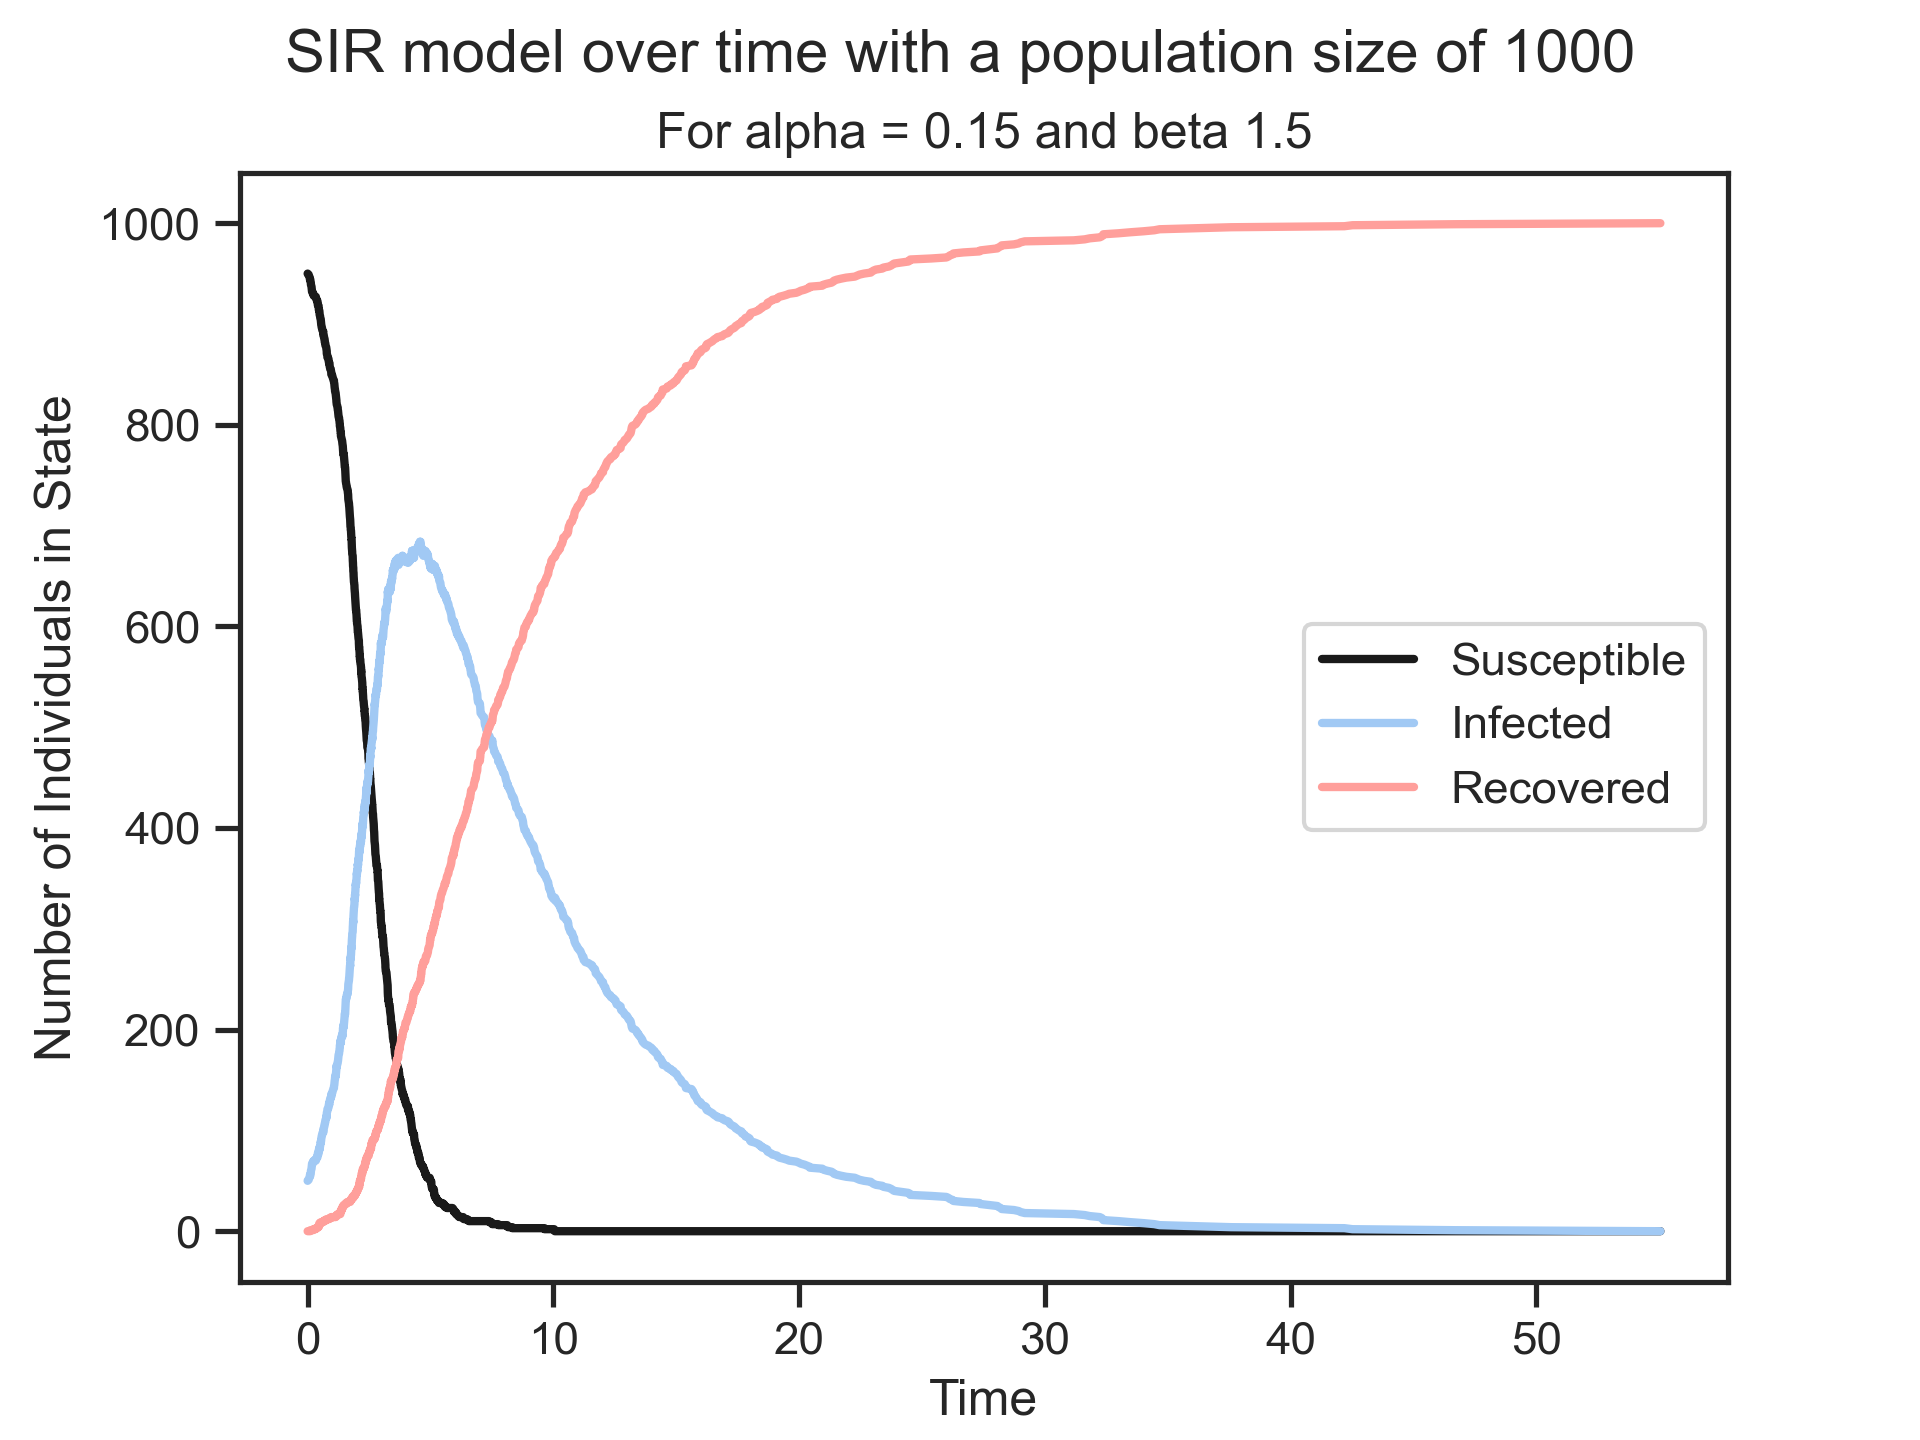 SIR model over time with a population size of 1000
For alpha = 0.15 and beta 1.5
Number of Individuals in State
1000
800
600
400
200
0
Susceptible
Infected
Recovered
0 10 20 30 40 50
Time